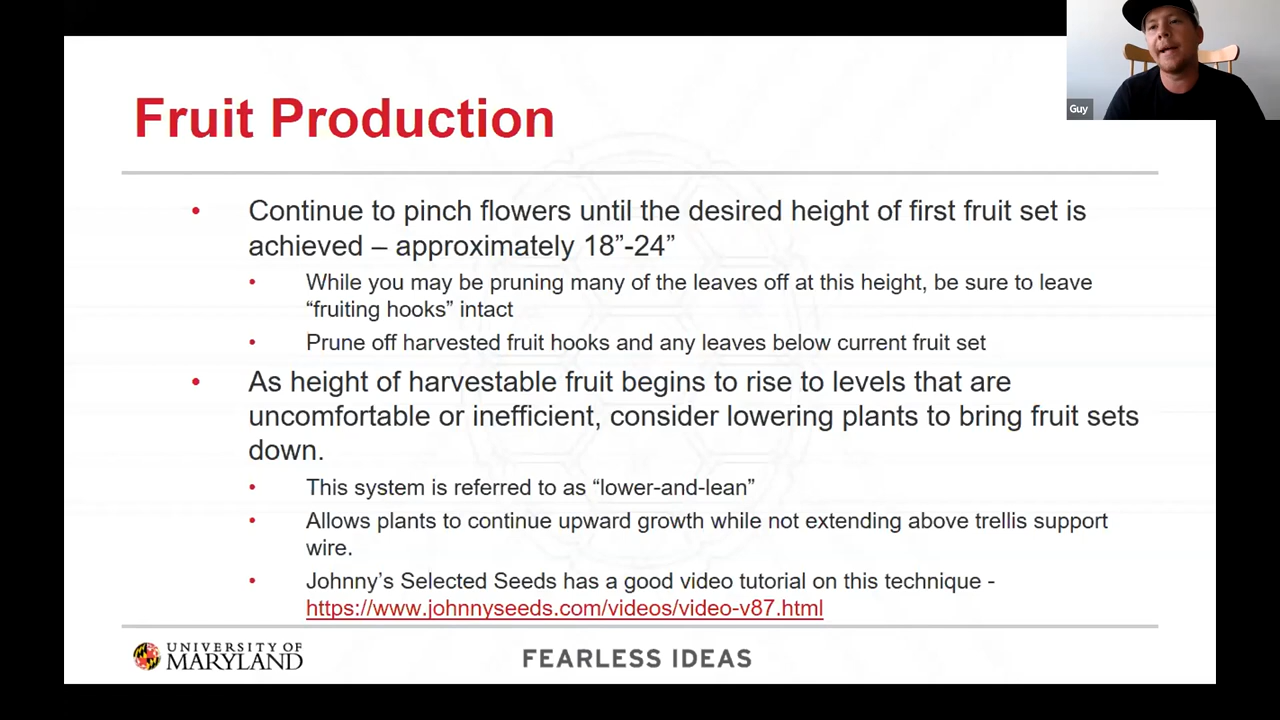 Guy
Fruit Production
• Continue to pinch flowers until the desired height of first fruit set is
achieved – approximately 18”-24”
• While you may be pruning many of the leaves off at this height, be sure to leave
“fruiting hooks” intact
• Prune off harvested fruit hooks and any leaves below current fruit set
• As height of harvestable fruit begins to rise to levels that are
uncomfortable or inefficient, consider lowering plants to bring fruit sets
down.
• This system is referred to as “lower-and-lean”
• Allows plants to continue upward growth while not extending above trellis support
wire.
• Johnny’s Selected Seeds has a good video tutorial on this technique -
https://www.johnnyseeds.com/videos/video-v87.html
UNIVERSITY OF
MARYLAND
FEARLESS IDEAS